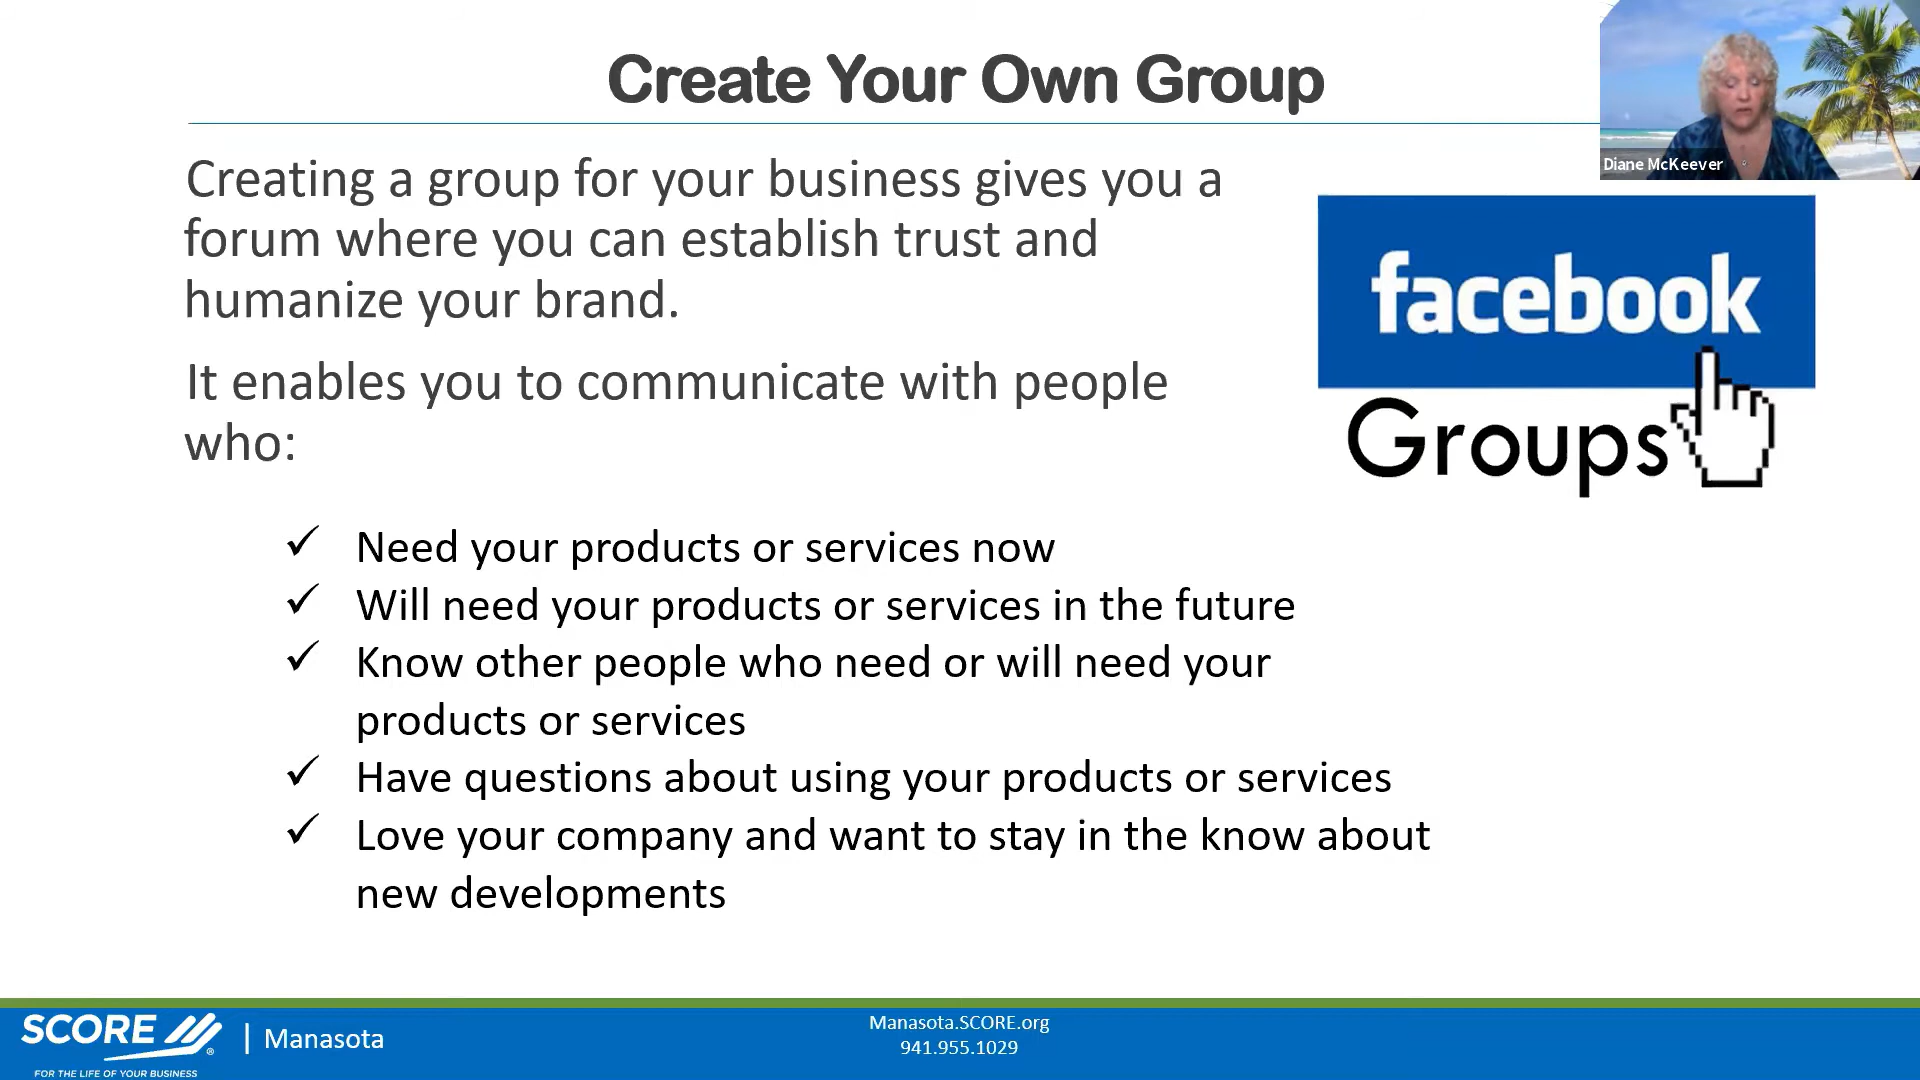 Create Your Own Group
Diane McKeever
Creating a group for your business gives you a
forum where you can establish trust and
humanize your brand.
It enables you to communicate with people
who:
facebook
Groups
✓ Need your products or services now
✓ Will need your products or services in the future
✓ Know other people who need or will need your
products or services
✓ Have questions about using your products or services
✓ Love your company and want to stay in the know about
new developments
SCORE ® | Manasota
FOR THE LIFE OF YOUR BUSINESS
Manasota.SCORE.org
941.955.1029